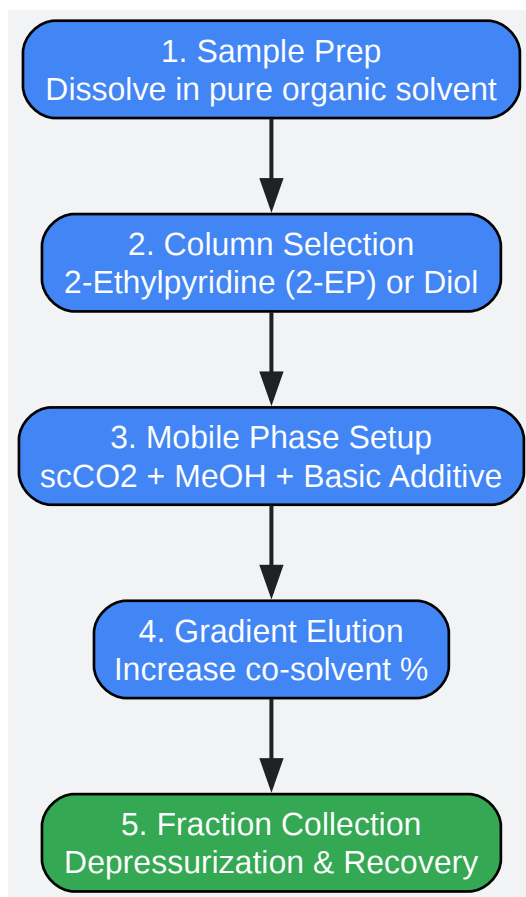 1. Sample Prep
Dissolve in pure organic solvent
2. Column Selection
2-Ethylpyridine (2-EP) or Diol
3. Mobile Phase Setup
scCO2 + MeOH + Basic Additive
4. Gradient Elution
Increase co-solvent %
5. Fraction Collection
Depressurization & Recovery